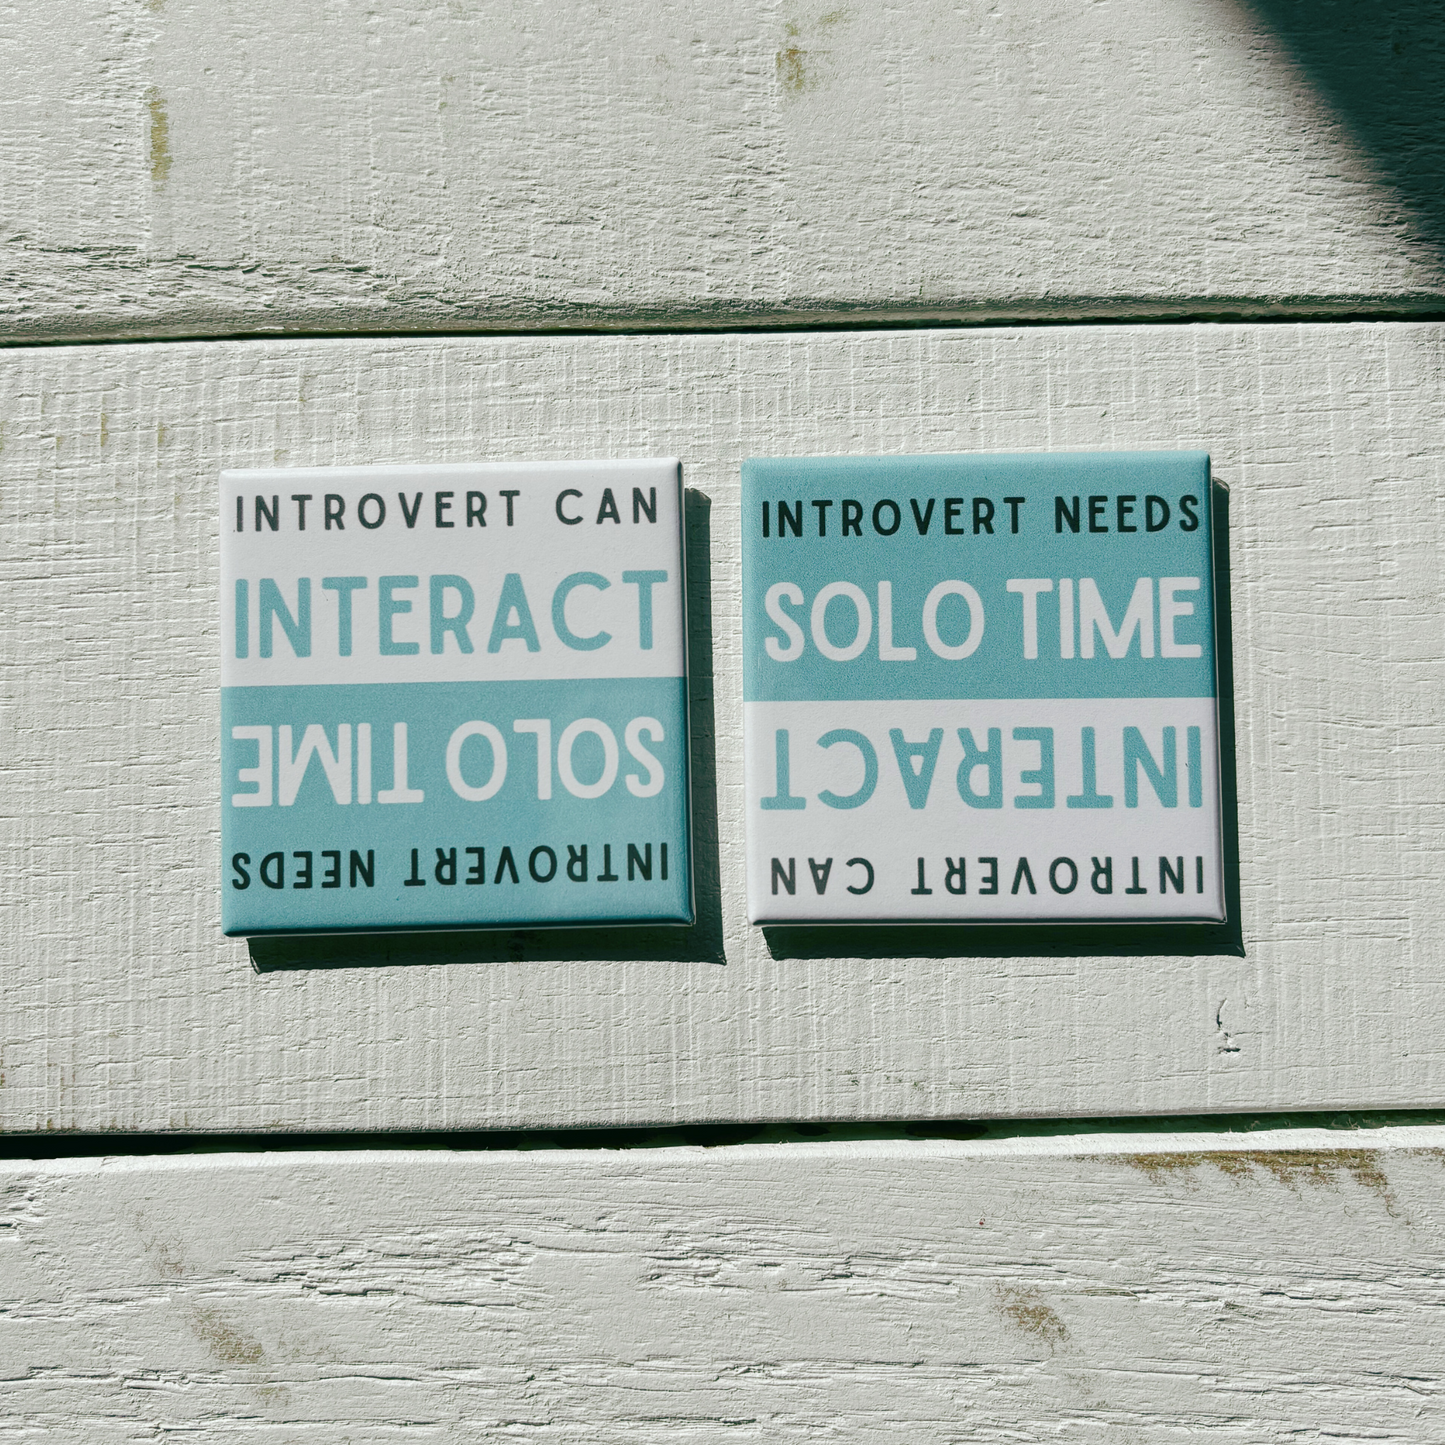 INTROVERT CAN
INTERACT
SOLO TIME
INTROVERT NEEDS
INTROVERT NEEDS
SOLO TIME
INTERACT
INTROVERT CAN